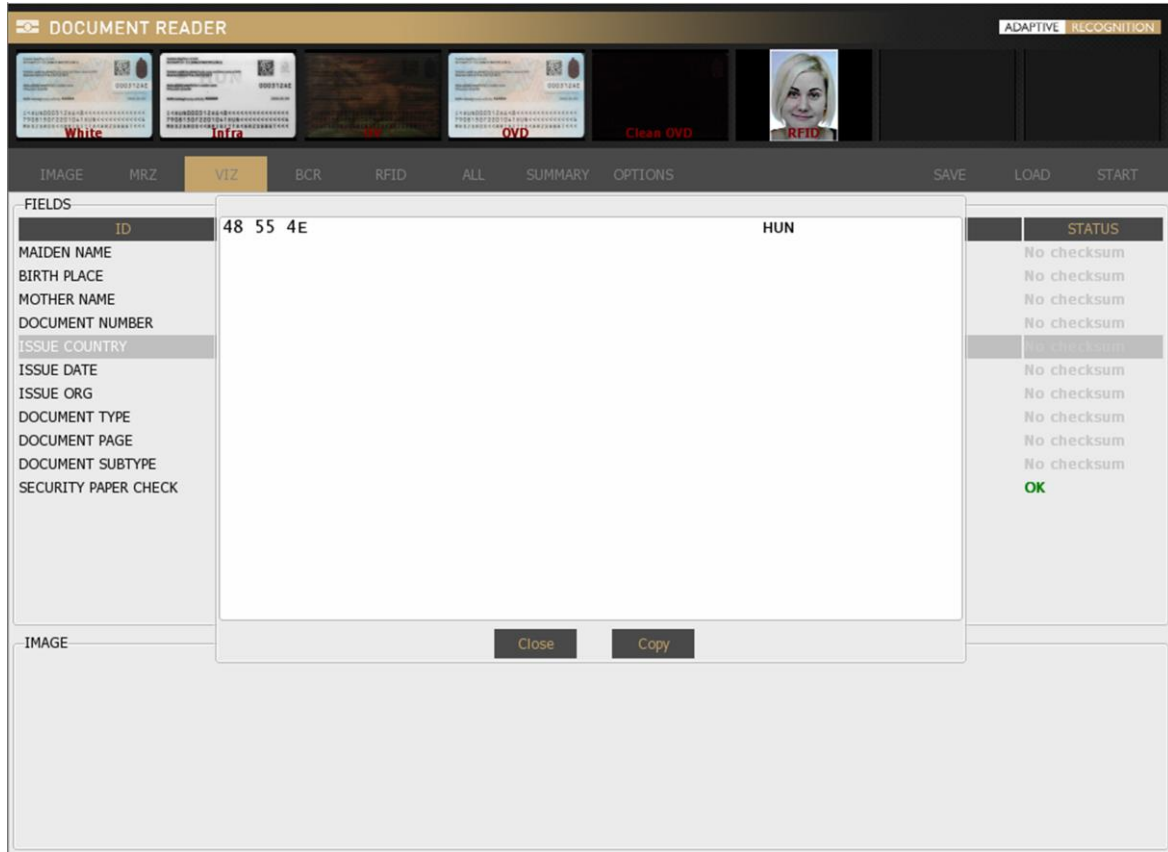 DOCUMENT READER
ADAPTIVE RECOGNITION
White
Infra
UV
OVD
Clean OVD
RFID
IMAGE MRZ VIZ BCR RFID ALL SUMMARY OPTIONS SAVE LOAD START
FIELDS
ID STATUS
48 55 4E HUN
MAIDEN NAME No checksum
BIRTH PLACE No checksum
MOTHER NAME No checksum
DOCUMENT NUMBER No checksum
ISSUE COUNTRY No checksum
ISSUE DATE No checksum
ISSUE ORG No checksum
DOCUMENT TYPE No checksum
DOCUMENT PAGE No checksum
DOCUMENT SUBTYPE No checksum
SECURITY PAPER CHECK OK
Close Copy
IMAGE